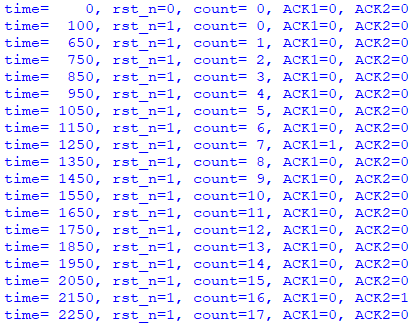 time=    0, rst_n=0, count= 0, ACK1=0, ACK2=0
time=  100, rst_n=1, count= 0, ACK1=0, ACK2=0
time=  650, rst_n=1, count= 1, ACK1=0, ACK2=0
time=  750, rst_n=1, count= 2, ACK1=0, ACK2=0
time=  850, rst_n=1, count= 3, ACK1=0, ACK2=0
time=  950, rst_n=1, count= 4, ACK1=0, ACK2=0
time= 1050, rst_n=1, count= 5, ACK1=0, ACK2=0
time= 1150, rst_n=1, count= 6, ACK1=0, ACK2=0
time= 1250, rst_n=1, count= 7, ACK1=1, ACK2=0
time= 1350, rst_n=1, count= 8, ACK1=0, ACK2=0
time= 1450, rst_n=1, count= 9, ACK1=0, ACK2=0
time= 1550, rst_n=1, count=10, ACK1=0, ACK2=0
time= 1650, rst_n=1, count=11, ACK1=0, ACK2=0
time= 1750, rst_n=1, count=12, ACK1=0, ACK2=0
time= 1850, rst_n=1, count=13, ACK1=0, ACK2=0
time= 1950, rst_n=1, count=14, ACK1=0, ACK2=0
time= 2050, rst_n=1, count=15, ACK1=0, ACK2=0
time= 2150, rst_n=1, count=16, ACK1=0, ACK2=1
time= 2250, rst_n=1, count=17, ACK1=0, ACK2=0